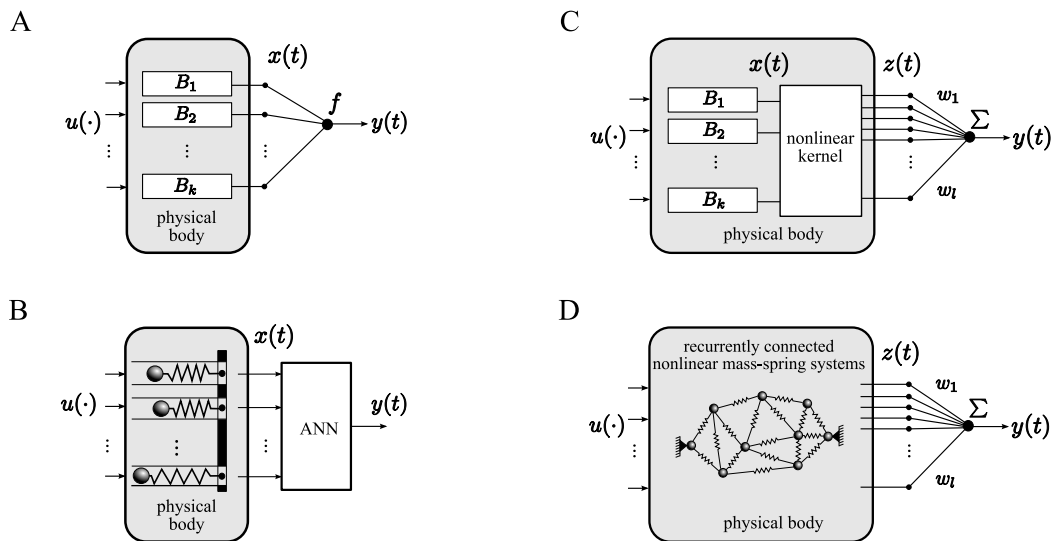 A
x(t)
B₁
B₂
⋮
Bₖ
u(·)
⋮
⋮
f
y(t)
physical
body
B
x(t)
u(·)
⋮
⋮
⋮
ANN
y(t)
physical
body
C
x(t)
z(t)
B₁
B₂
⋮
Bₖ
u(·)
⋮
nonlinear
kernel
w₁
Σ
y(t)
⋮
wₗ
physical body
D
recurrently connected
nonlinear mass-spring systems
z(t)
u(·)
⋮
w₁
Σ
y(t)
⋮
wₗ
physical body